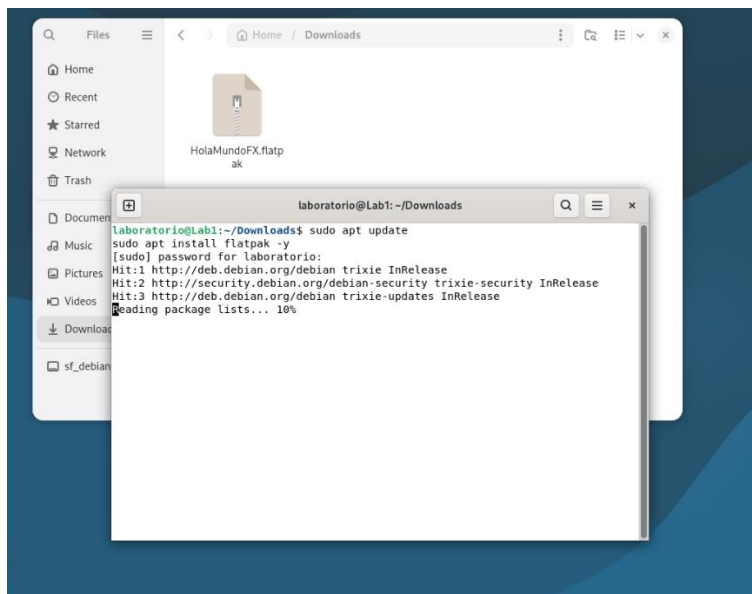 Files
Home / Downloads
Home
Recent
Starred
Network
Trash
Documen
Music
Pictures
Videos
Downloa
sf_debian
HolaMundoFX.flatp
ak
laboratorio@Lab1: ~/Downloads
laboratorio@Lab1:~/Downloads$ sudo apt update
sudo apt install flatpak -y
[sudo] password for laboratorio:
Hit:1 http://deb.debian.org/debian trixie InRelease
Hit:2 http://security.debian.org/debian-security trixie-security InRelease
Hit:3 http://deb.debian.org/debian trixie-updates InRelease
Reading package lists... 10%